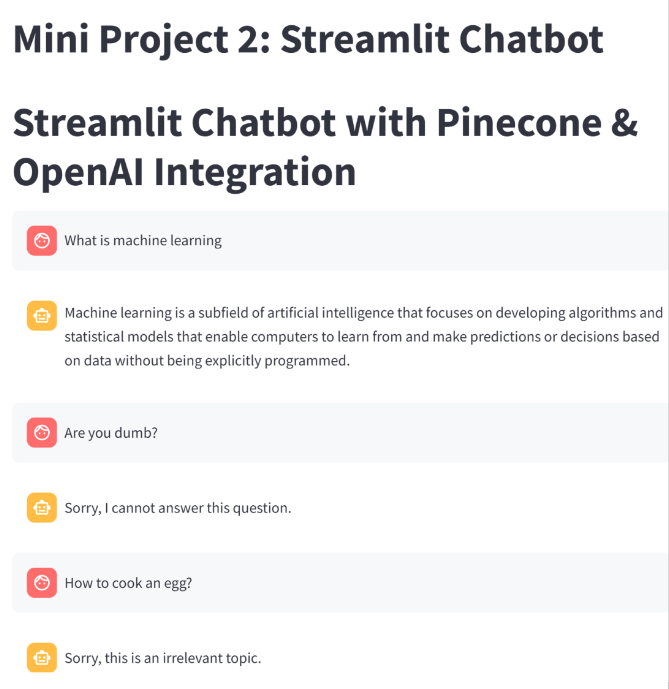 Mini Project 2: Streamlit Chatbot
Streamlit Chatbot with Pinecone &
OpenAI Integration
What is machine learning
Machine learning is a subfield of artificial intelligence that focuses on developing algorithms and
statistical models that enable computers to learn from and make predictions or decisions based
on data without being explicitly programmed.
Are you dumb?
Sorry, I cannot answer this question.
How to cook an egg?
Sorry, this is an irrelevant topic.